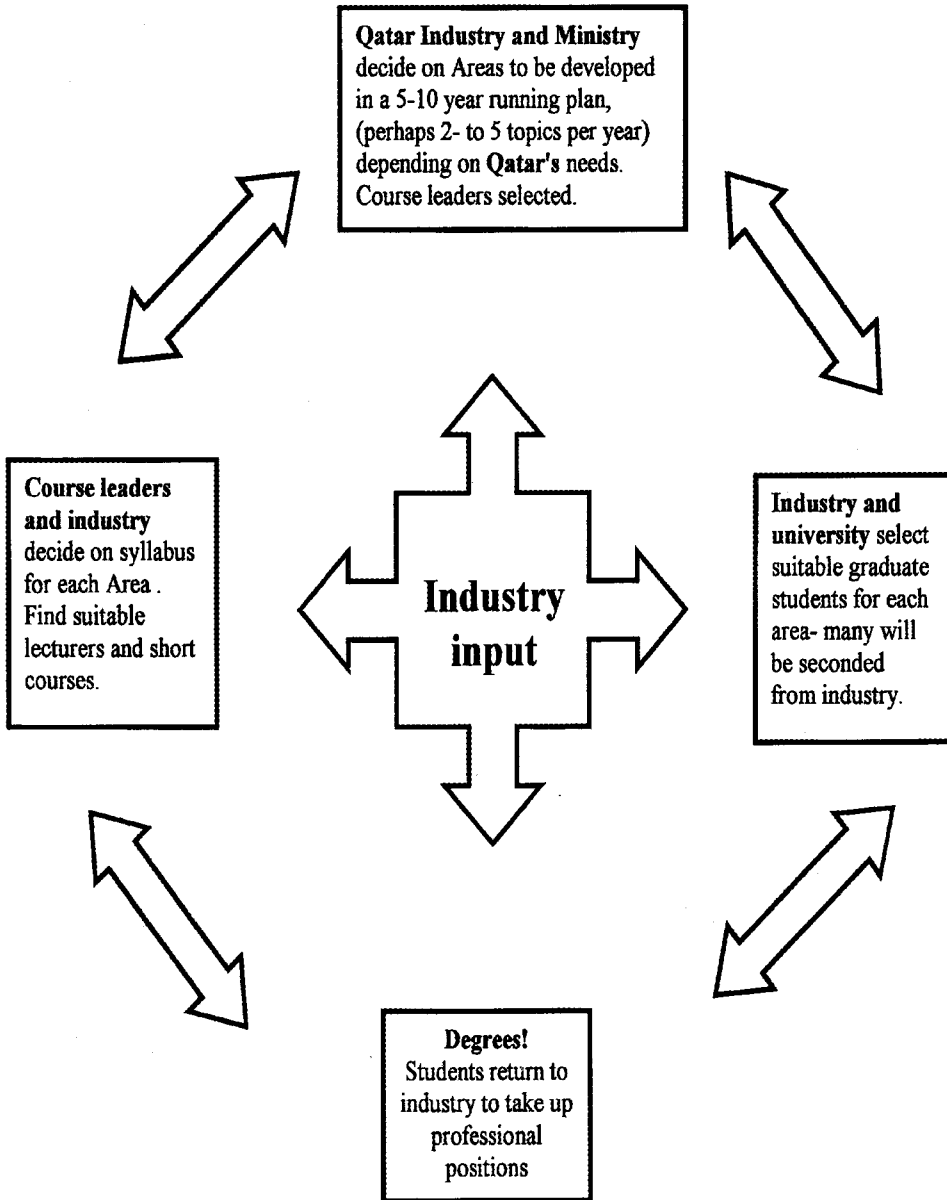 Qatar Industry and Ministry
decide on Areas to be developed
in a 5-10 year running plan,
(perhaps 2- to 5 topics per year)
depending on Qatar's needs.
Course leaders selected.
Course leaders
and industry
decide on syllabus
for each Area .
Find suitable
lecturers and short
courses.
Industry
input
Industry and
university select
suitable graduate
students for each
area- many will
be seconded
from industry.
Degrees!
Students return to
industry to take up
professional
positions